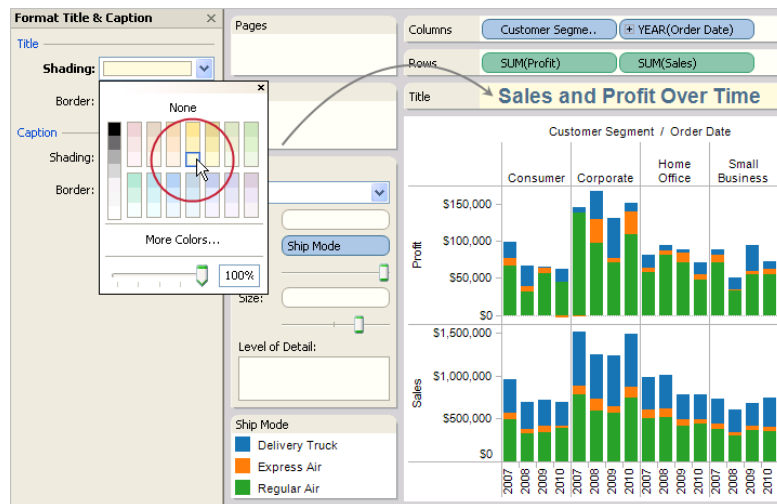 Format Title & Caption
Title
Shading:
Border:
Caption
Shading:
Border:
None
More Colors...
100%
Pages
Ship Mode
Size:
Level of Detail:
Ship Mode
Delivery Truck
Express Air
Regular Air
Columns
Customer Segme..
YEAR(Order Date)
Rows
SUM(Profit)
SUM(Sales)
Title
Sales and Profit Over Time
Customer Segment / Order Date
Consumer
Corporate
Home Office
Small Business
Profit
$150,000
$100,000
$50,000
$0
Sales
$1,500,000
$1,000,000
$500,000
$0
2007 2008 2009 2010 2007 2008 2009 2010 2007 2008 2009 2010 2007 2008 2009 2010